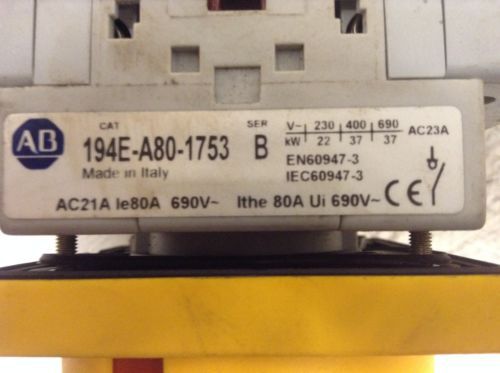 AB
CAT
194E-A80-1753
SER
B
V~ 230 400 690
kW 22 37 37
AC23A
EN60947-3
IEC60947-3
Made in Italy
AC21A Ie80A 690V~ Ithe 80A Ui 690V~
CE